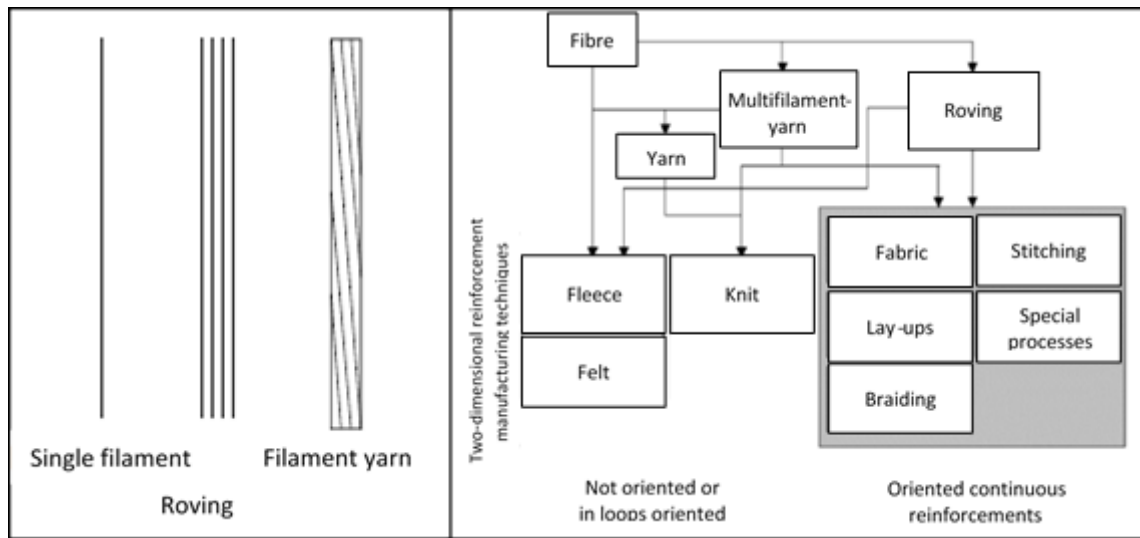 Single filament
Filament yarn
Roving
Fibre
Multifilament-
yarn
Roving
Yarn
Two-dimensional reinforcement
manufacturing techniques
Fleece
Knit
Felt
Fabric
Stitching
Lay-ups
Special
processes
Braiding
Not oriented or
in loops oriented
Oriented continuous
reinforcements